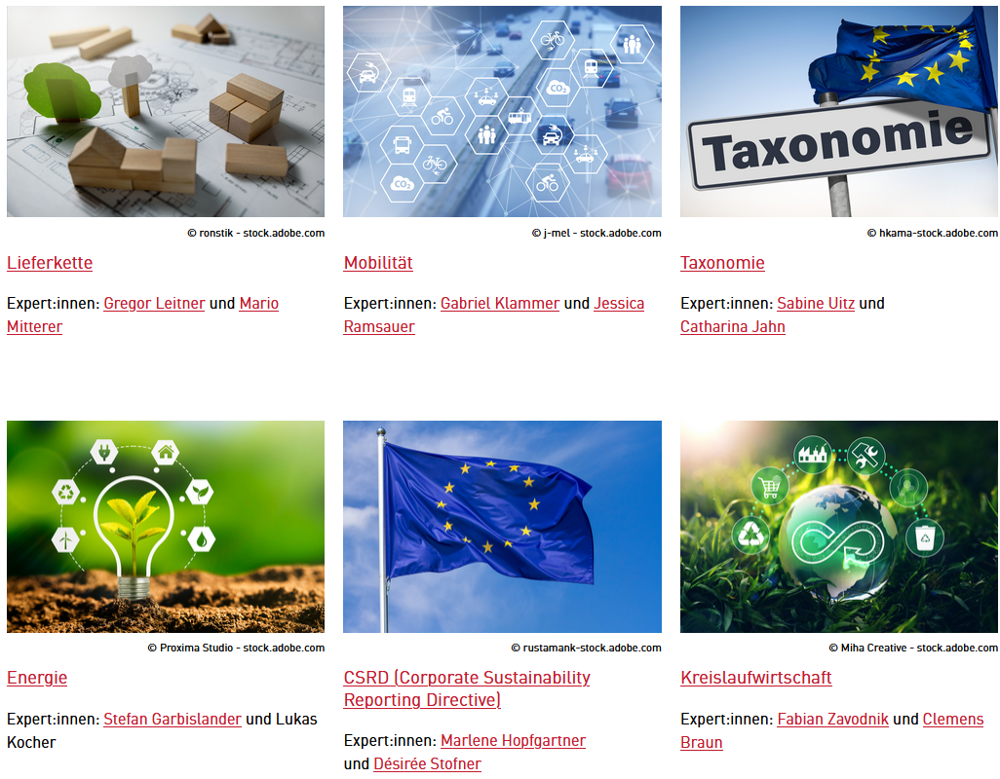 CO₂
CO₂
Taxonomie
© ronstik - stock.adobe.com
© j-mel - stock.adobe.com
© hkama-stock.adobe.com
Lieferkette
Mobilität
Taxonomie
Expert:innen: Gregor Leitner und Mario
Mitterer
Expert:innen: Gabriel Klammer und Jessica
Ramsauer
Expert:innen: Sabine Uitz und
Catharina Jahn
© Proxima Studio - stock.adobe.com
© rustamank-stock.adobe.com
© Miha Creative - stock.adobe.com
Energie
CSRD (Corporate Sustainability
Reporting Directive)
Kreislaufwirtschaft
Expert:innen: Stefan Garbislander und Lukas
Kocher
Expert:innen: Marlene Hopfgartner
und Désirée Stofner
Expert:innen: Fabian Zavodnik und Clemens
Braun